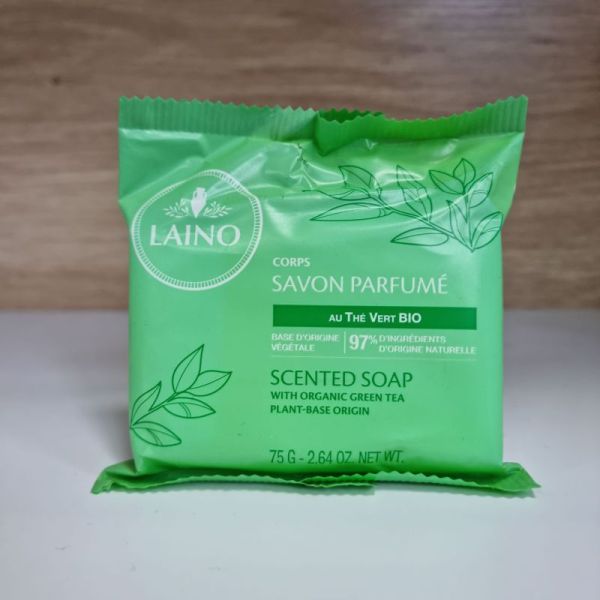 LAINO
CORPS
SAVON PARFUMÉ
AU THÉ VERT BIO
BASE D'ORIGINE
VÉGÉTALE
97% D'INGRÉDIENTS
D'ORIGINE NATURELLE
SCENTED SOAP
WITH ORGANIC GREEN TEA
PLANT-BASE ORIGIN
75 G - 2.64 OZ. NET WT.